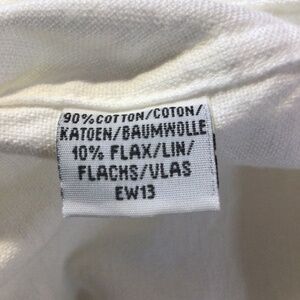 90%COTTON/COTON/
KATOEN/BAUMWOLLE
10% FLAX/LIN/
FLACHS/VLAS
EW13